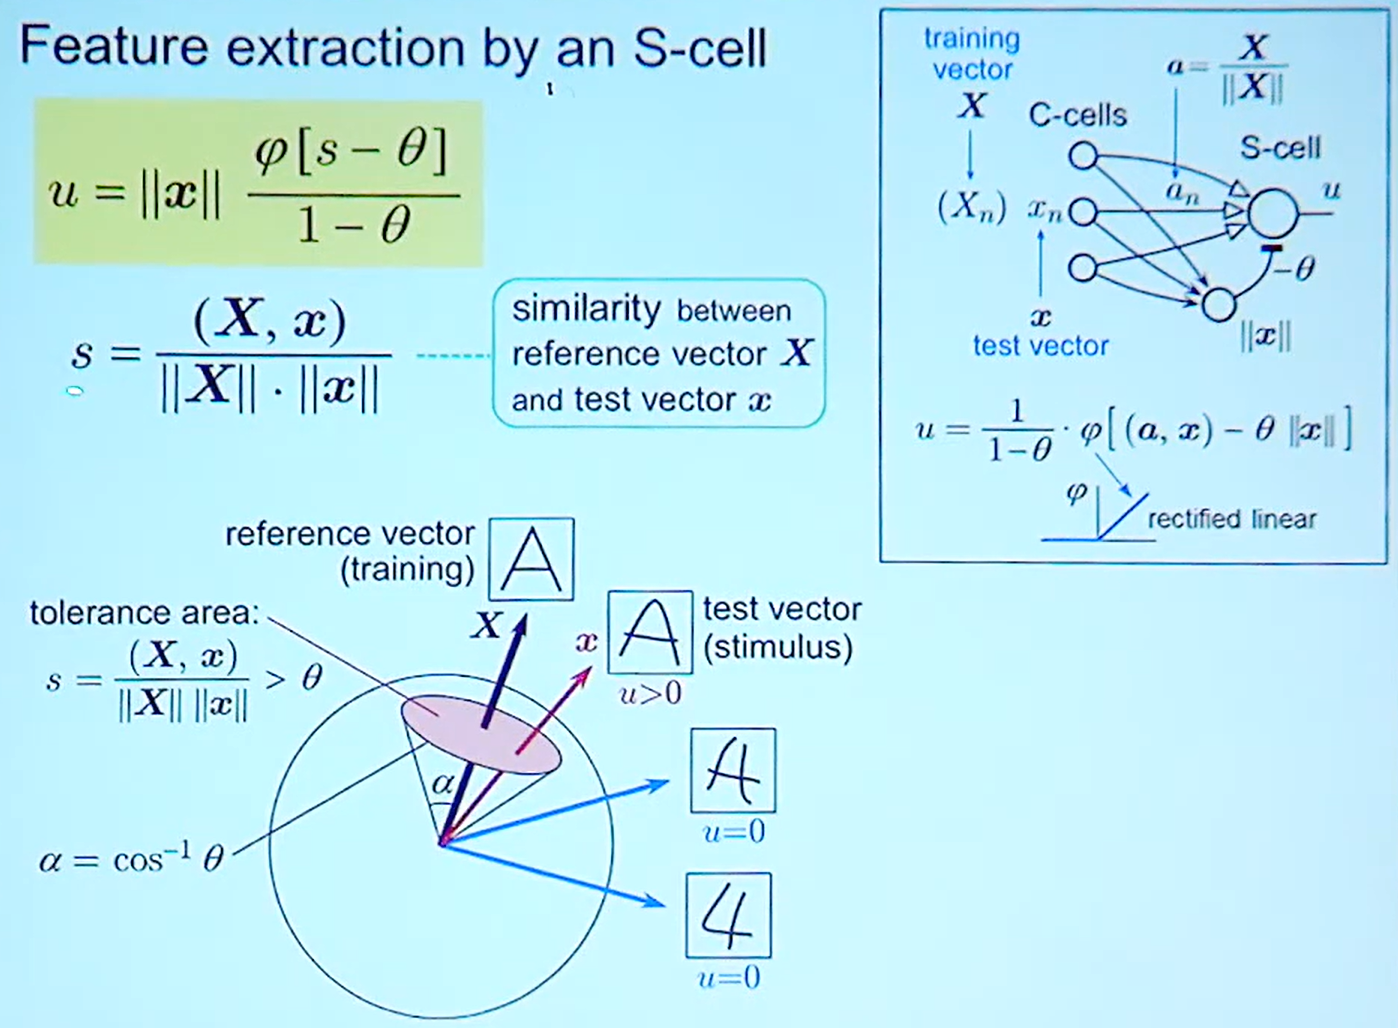 Feature extraction by an S-cell
u = ||x|| φ[s − θ] / (1 − θ)
s = (X, x) / (||X|| · ||x||)
similarity between
reference vector X
and test vector x
training
vector
X
(Xₙ)
xₙ
x
test vector
C-cells
a = X / ||X||
aₙ
S-cell
u
−θ
||x||
u = 1 / (1−θ) · φ[(a, x) − θ ||x||]
φ
rectified linear
reference vector
(training)
A
X
x
A
test vector
(stimulus)
u>0
tolerance area:
s = (X, x) / (||X|| ||x||) > θ
α
α = cos⁻¹ θ
A
u=0
4
u=0